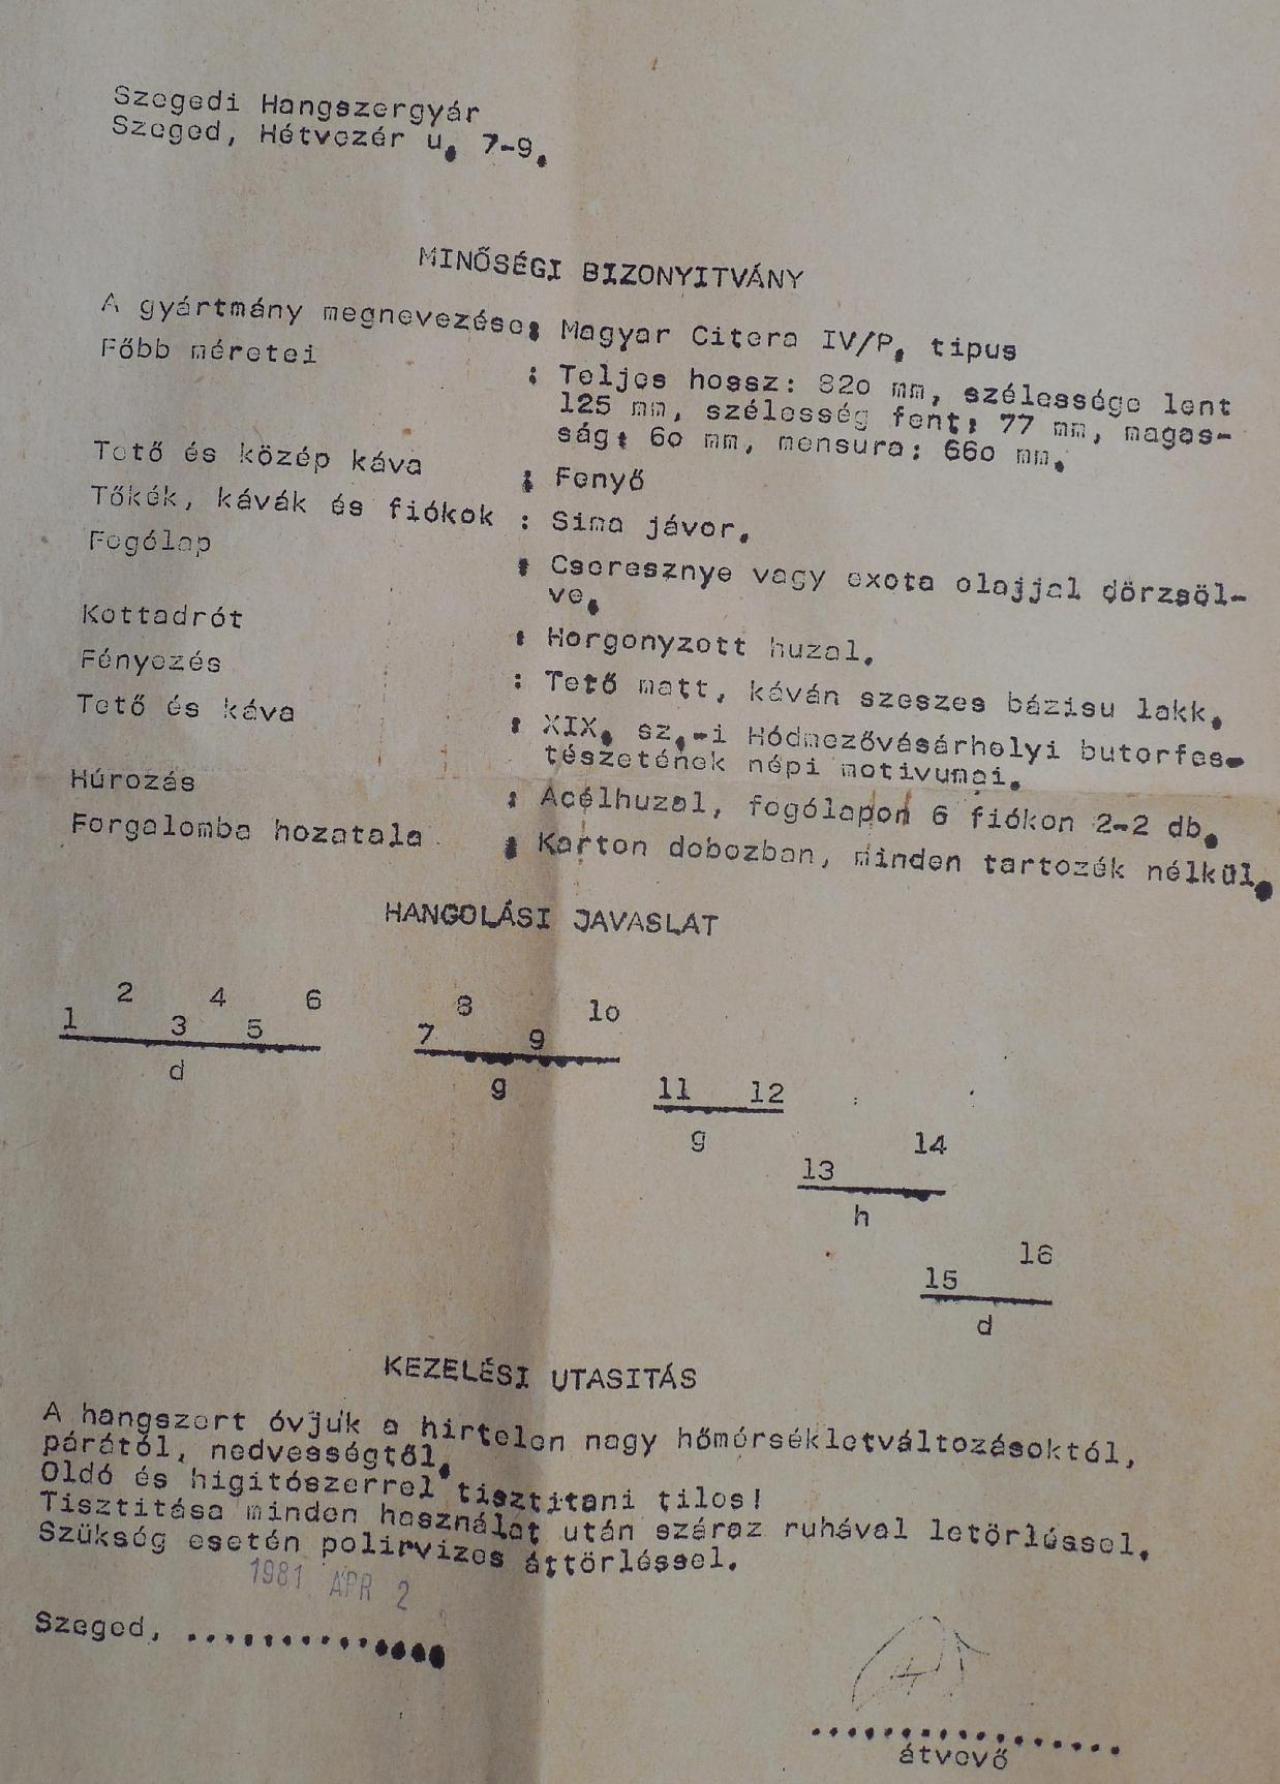 Szegedi Hangszergyár
Szeged, Hétvezér u. 7-9.
MINŐSÉGI BIZONYITVÁNY
A gyártmány megnevezése: Magyar Citera IV/P. tipus
Főbb méretei : Teljes hossz: 820 mm, szélessége lent
125 mm, szélesség fent: 77 mm, magas-
ság: 60 mm, mensura: 660 mm.
Tető és közép káva : Fenyő
Tőkék, kávák és fiókok : Sima jávor.
Fogólap : Cseresznye vagy exota olajjal dörzsöl-
ve.
Kottadrót : Horgonyzott huzal.
Fényezés : Tető matt, káván szeszes bázisu lakk.
Tető és káva : XIX. sz.-i Hódmezővásárhelyi butorfes-
tészetének népi motivumai.
Húrozás : Acélhuzal, fogólapon 6 fiókon 2-2 db.
Forgalomba hozatala : Karton dobozban, minden tartozék nélkül.
HANGOLÁSI JAVASLAT
1 2 3 4 5 6
d
7 8 9 10
g
11 12
g
13 14
h
15 16
d
KEZELÉSI UTASITÁS
A hangszert óvjuk a hirtelen nagy hőmérsékletváltozásoktól,
párától, nedvességtől.
Oldó és higitószerrel tisztitani tilos!
Tisztitása minden használat után száraz ruhával letörléssel.
Szükség esetén polirvizes áttörléssel.
1981 ÁPR 2
Szeged, ..................
..................
átvevő